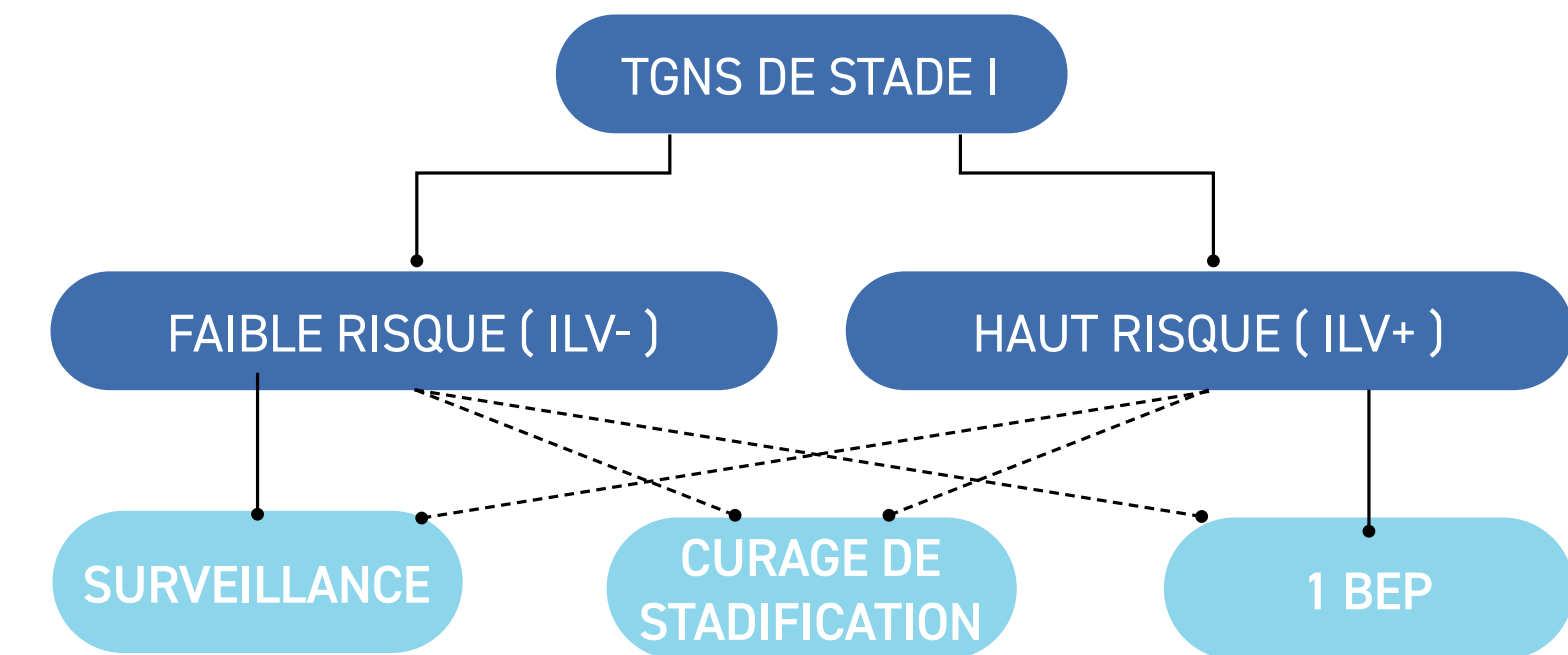 TGNS DE STADE I
FAIBLE RISQUE ( ILV- )
HAUT RISQUE ( ILV+ )
SURVEILLANCE
CURAGE DE
STADIFICATION
1 BEP